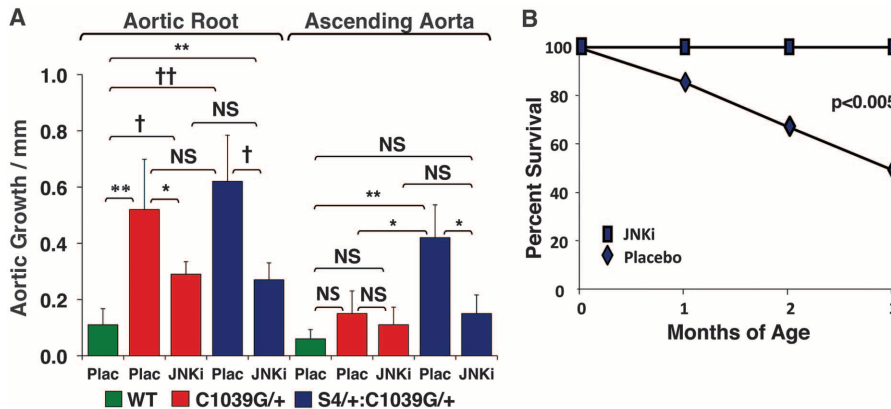 A
Aortic Root
Ascending Aorta
**
††
†
NS
NS
†
**
*
NS
NS
**
*
*
NS
NS
NS
1.0
0.8
0.6
0.4
0.2
0.0
Aortic Growth / mm
Plac Plac JNKi Plac JNKi Plac Plac JNKi Plac JNKi
WT C1039G/+ S4/+:C1039G/+
B
100
80
60
40
20
0
Percent Survival
p<0.005
JNKi
Placebo
0 1 2
Months of Age